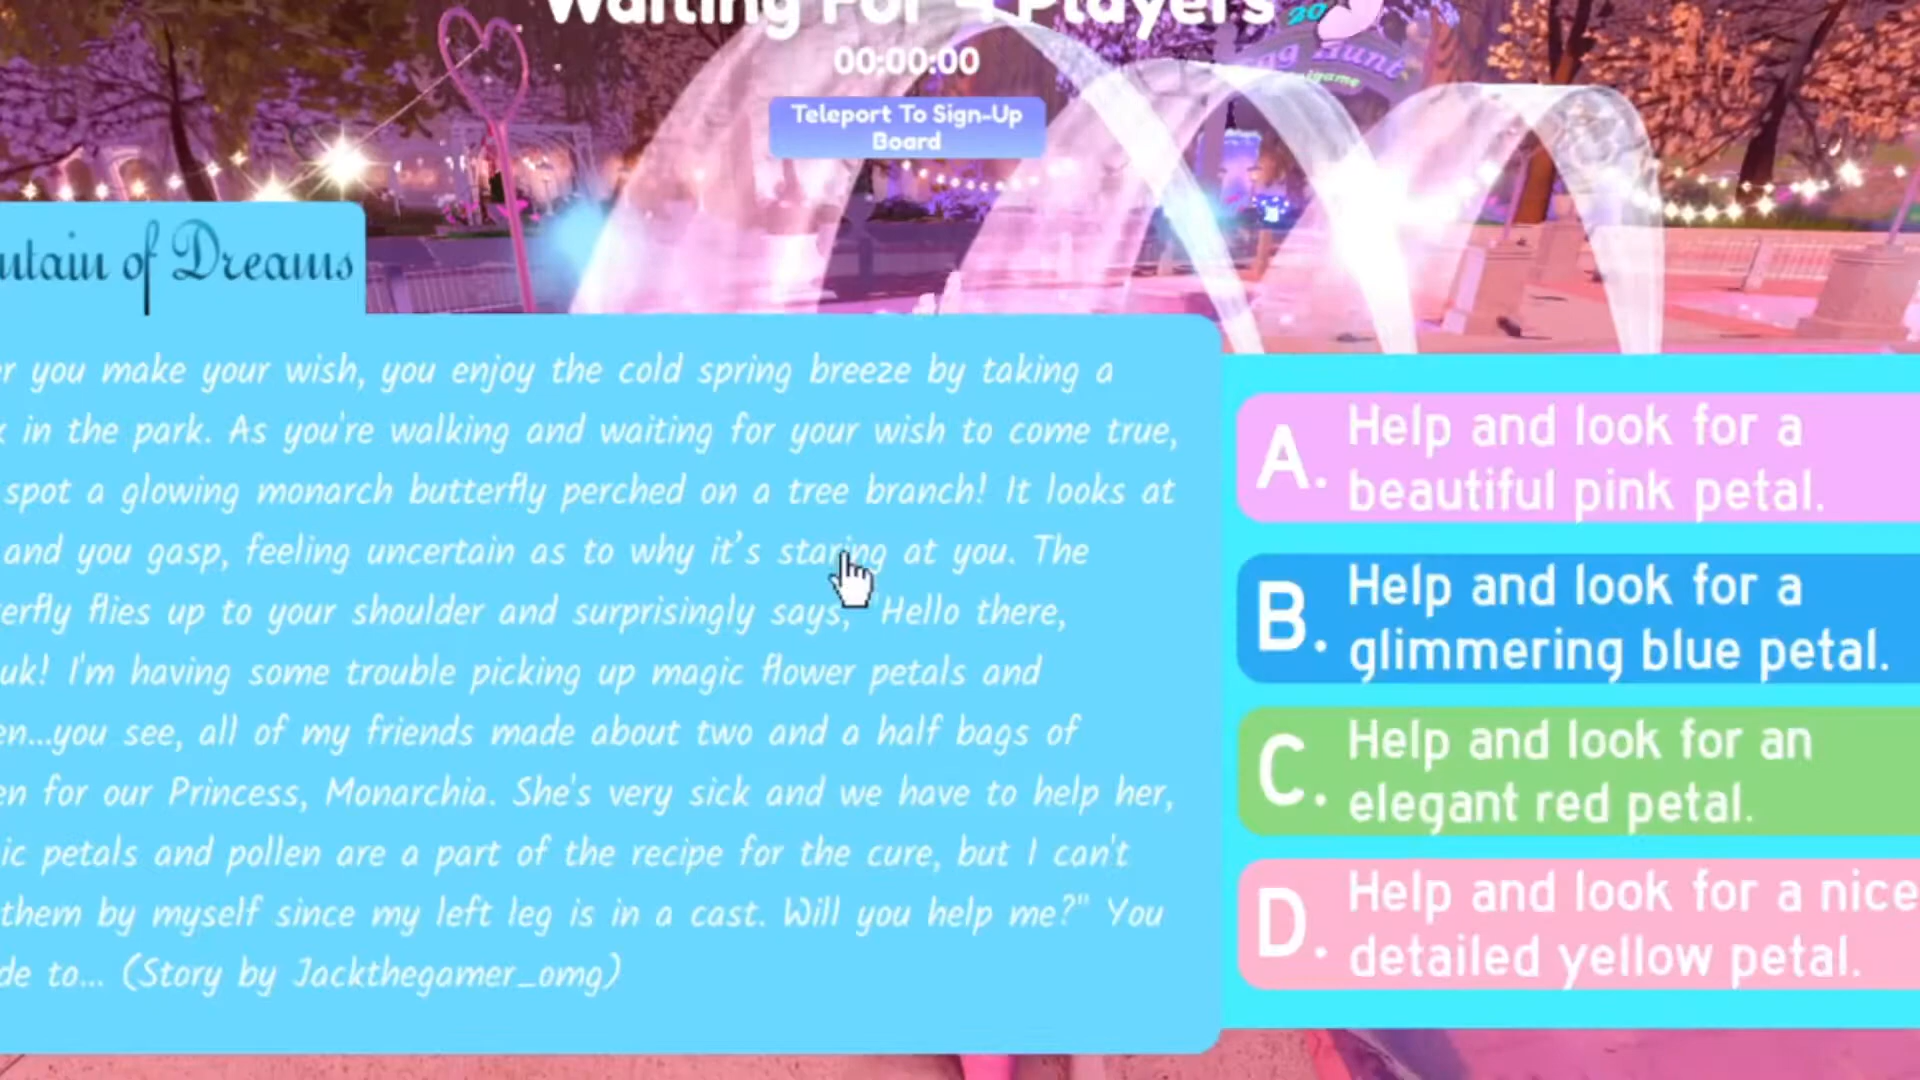 Waiting For 4 Players
20
00:00:00
Hunt
Teleport To Sign-Up
Board
of Dreams
you make your wish, you enjoy the cold spring breeze by taking a
in the park. As you're walking and waiting for your wish to come true,
spot a glowing monarch butterfly perched on a tree branch! It looks at
and you gasp, feeling uncertain as to why it's staring at you. The
flies up to your shoulder and surprisingly says, "Hello there,
I'm having some trouble picking up magic flower petals and
you see, all of my friends made about two and a half bags of
for our Princess, Monarchia. She's very sick and we have to help her,
petals and pollen are a part of the recipe for the cure, but I can't
them by myself since my left leg is in a cast. Will you help me?" You
to... (Story by Jackthegamer_omg)
A. Help and look for a
beautiful pink petal.
B. Help and look for a
glimmering blue petal.
C. Help and look for an
elegant red petal.
D. Help and look for a nice
detailed yellow petal.